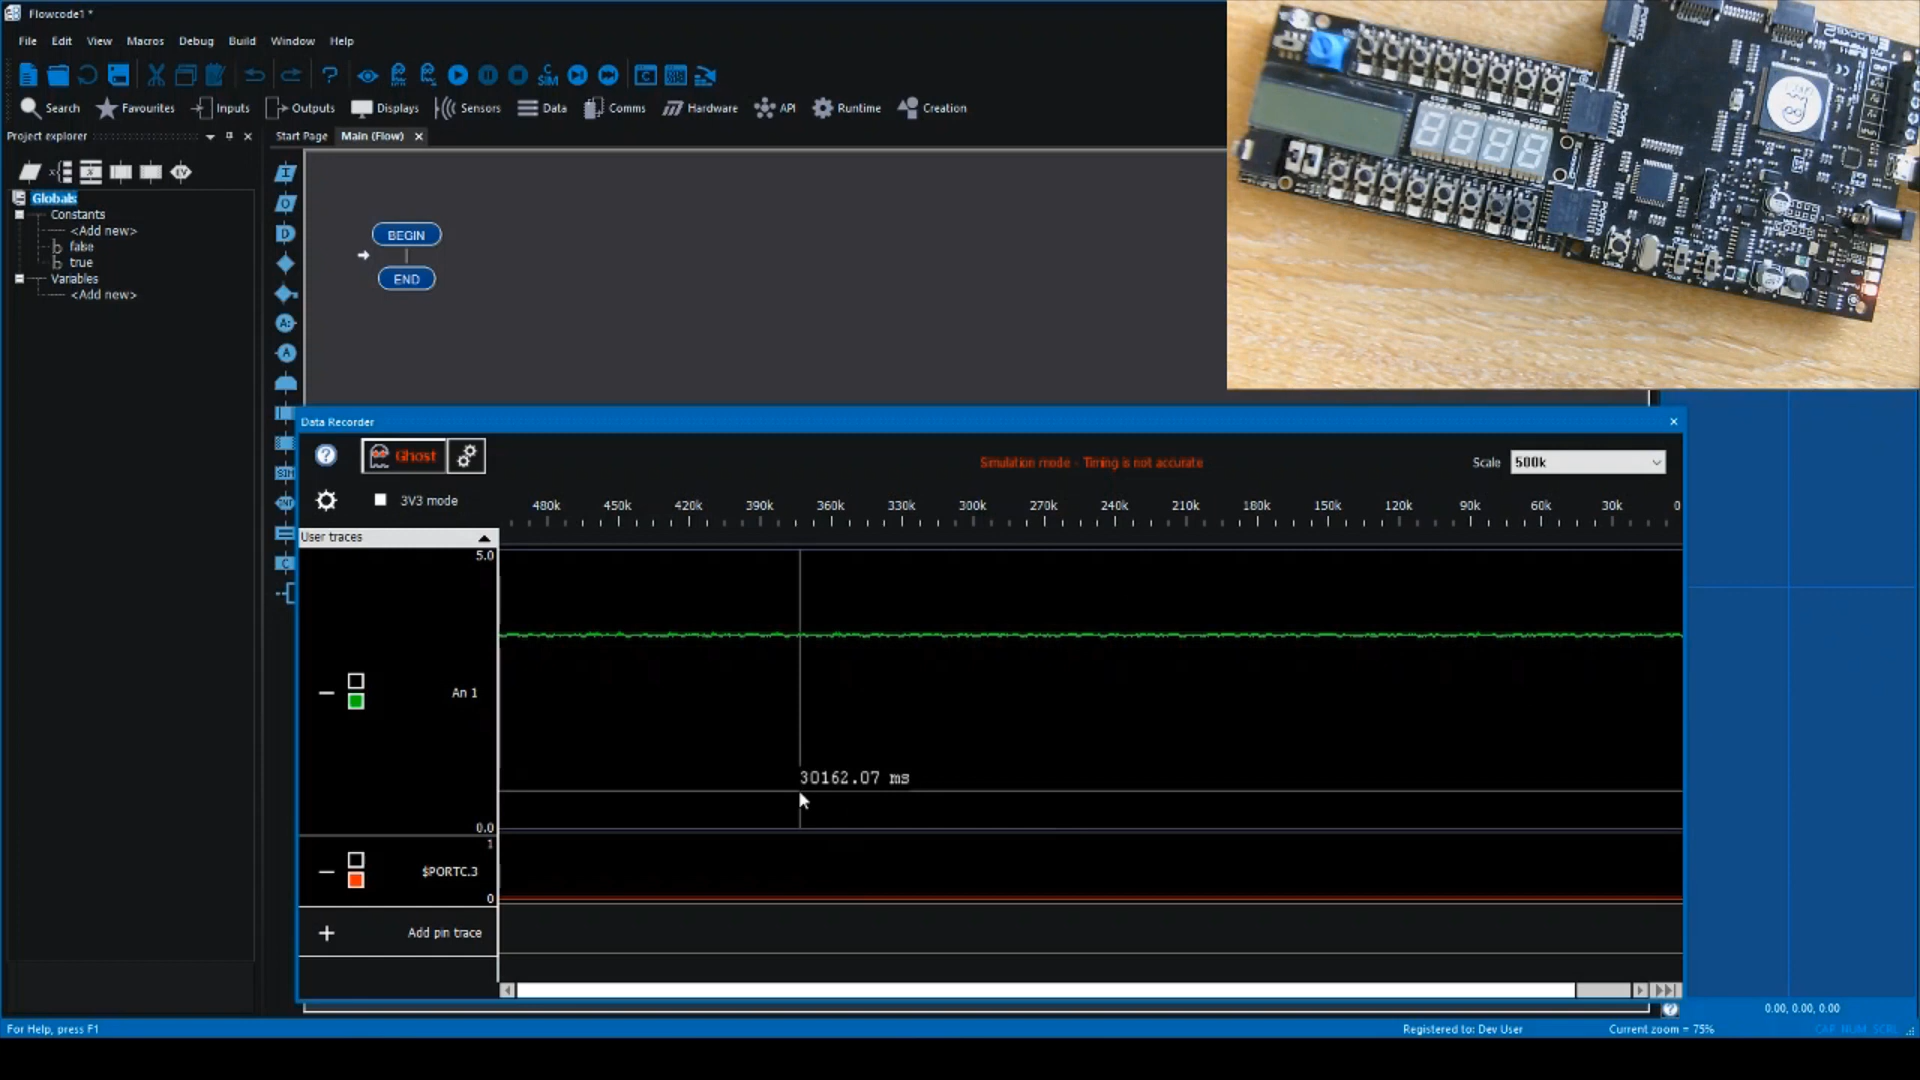 Flowcode1 *
File Edit View Macros Debug Build Window Help
Search Favourites Inputs Outputs Displays Sensors Data Comms Hardware API Runtime Creation
Project explorer
Start Page Main (Flow)
Globals
Constants
<Add new>
false
true
Variables
<Add new>
BEGIN
END
Data Recorder
Ghost
Simulation mode - Timing is not accurate
Scale 500k
3V3 mode
480k 450k 420k 390k 360k 330k 300k 270k 240k 210k 180k 150k 120k 90k 60k 30k 0
User traces
5.0
An 1
30162.07 ms
0.0
1
$PORTC.3
0
Add pin trace
0.00, 0.00, 0.00
For Help, press F1
Registered to: Dev User
Current zoom = 75%
CAP NUM SCRL